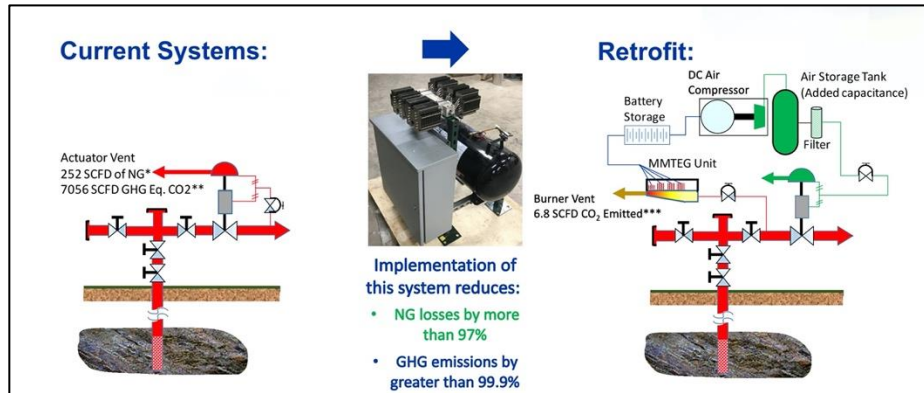 Current Systems:
Actuator Vent
252 SCFD of NG*
7056 SCFD GHG Eq. CO2**
Implementation of
this system reduces:
• NG losses by more
than 97%
• GHG emissions by
greater than 99.9%
Retrofit:
DC Air
Compressor
Air Storage Tank
(Added capacitance)
Battery
Storage
Filter
MMTEG Unit
Burner Vent
6.8 SCFD CO₂ Emitted***